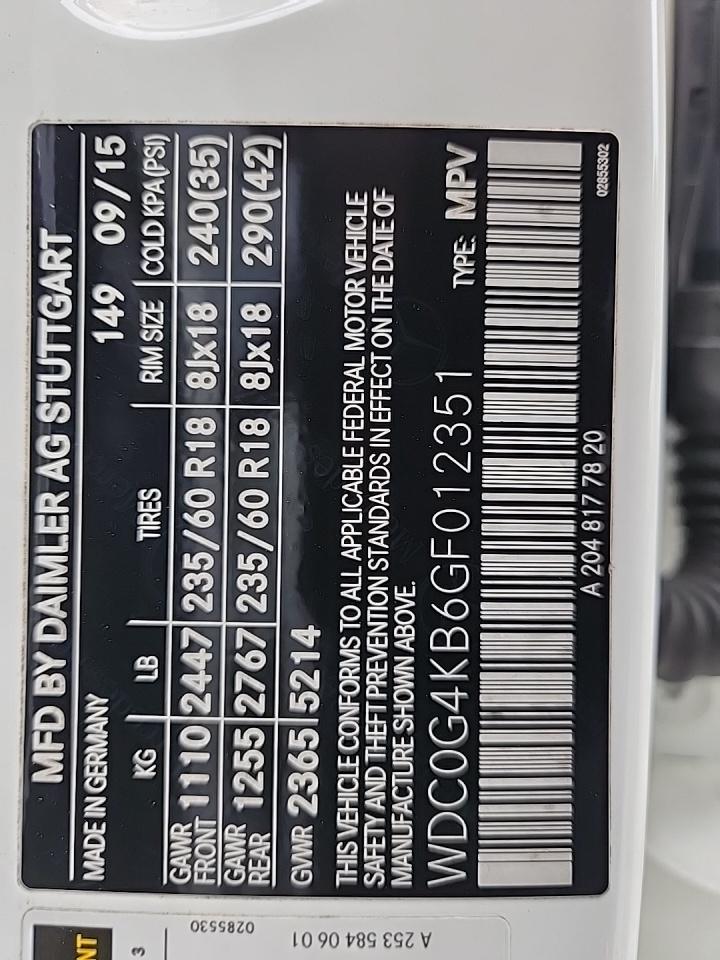 MFD BY DAIMLER AG STUTTGART
MADE IN GERMANY 149 09/15
KG LB TIRES RIM SIZE COLD KPA(PSI)
GAWR FRONT 1110 2447 235/60 R18 8Jx18 240(35)
GAWR REAR 1255 2767 235/60 R18 8Jx18 290(42)
GVWR 2365 5214
THIS VEHICLE CONFORMS TO ALL APPLICABLE FEDERAL MOTOR VEHICLE
SAFETY AND THEFT PREVENTION STANDARDS IN EFFECT ON THE DATE OF
MANUFACTURE SHOWN ABOVE.
WDC0G4KB6GF012351 TYPE: MPV
A 204 817 78 20
02855302
NT
3
0285530
A 253 584 06 01